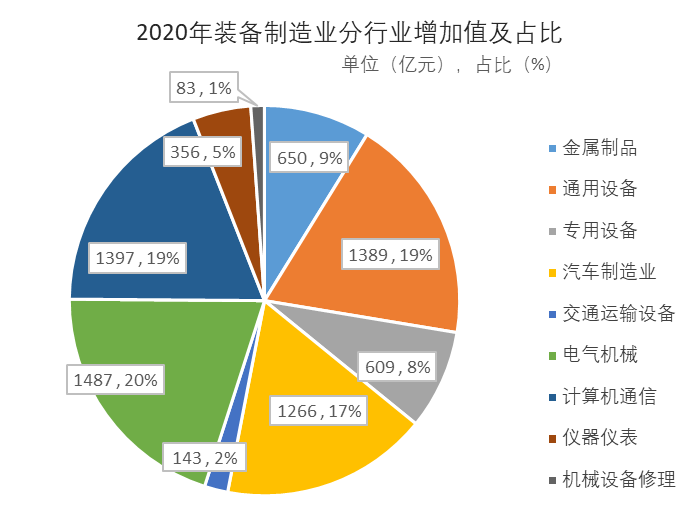 2020年装备制造业分行业增加值及占比
单位（亿元）, 占比（%）
83 , 1%
356 , 5%
650 , 9%
1397 , 19%
1389 , 19%
609 , 8%
1487 , 20%
1266 , 17%
143 , 2%
金属制品
通用设备
专用设备
汽车制造业
交通运输设备
电气机械
计算机通信
仪器仪表
机械设备修理